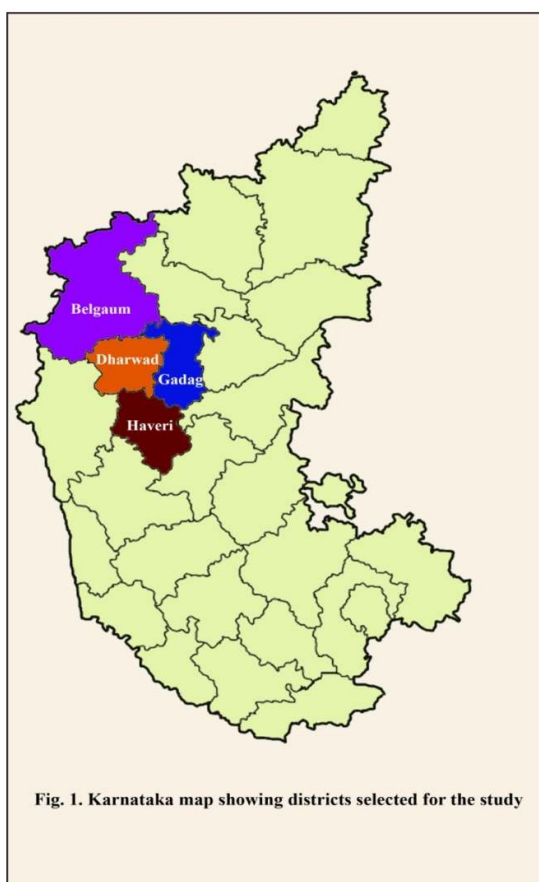 Belgaum
Dharwad
Gadag
Haveri
Fig. 1. Karnataka map showing districts selected for the study